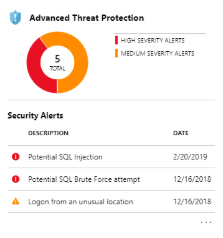 Advanced Threat Protection
5
TOTAL
HIGH SEVERITY ALERTS
MEDIUM SEVERITY ALERTS
Security Alerts
DESCRIPTION DATE
Potential SQL Injection 2/20/2019
Potential SQL Brute Force attempt 12/16/2018
Logon from an unusual location 12/16/2018
...